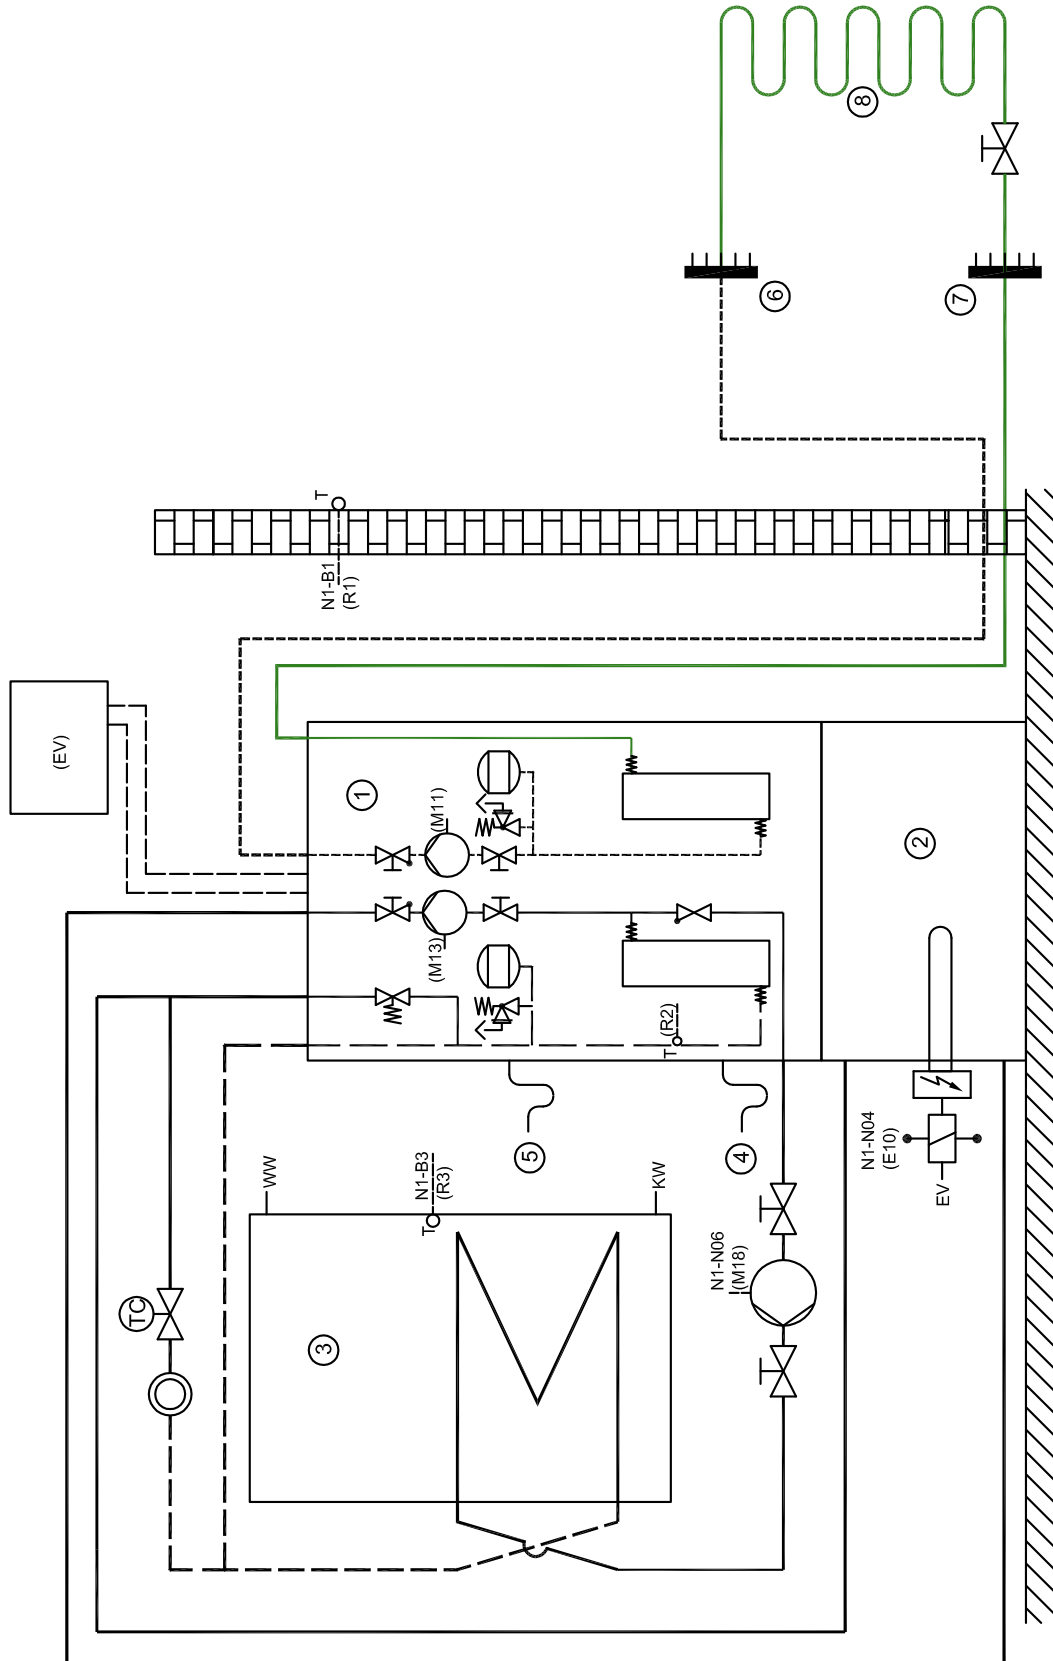 8
6
7
T
N1-B1
(R1)
(EV)
1
(M11)
2
(M13)
(R2)
T
5
4
N1-N04
(E10)
EV
WW
N1-B3
(R3)
T
KW
N1-N06
(M18)
TC
3